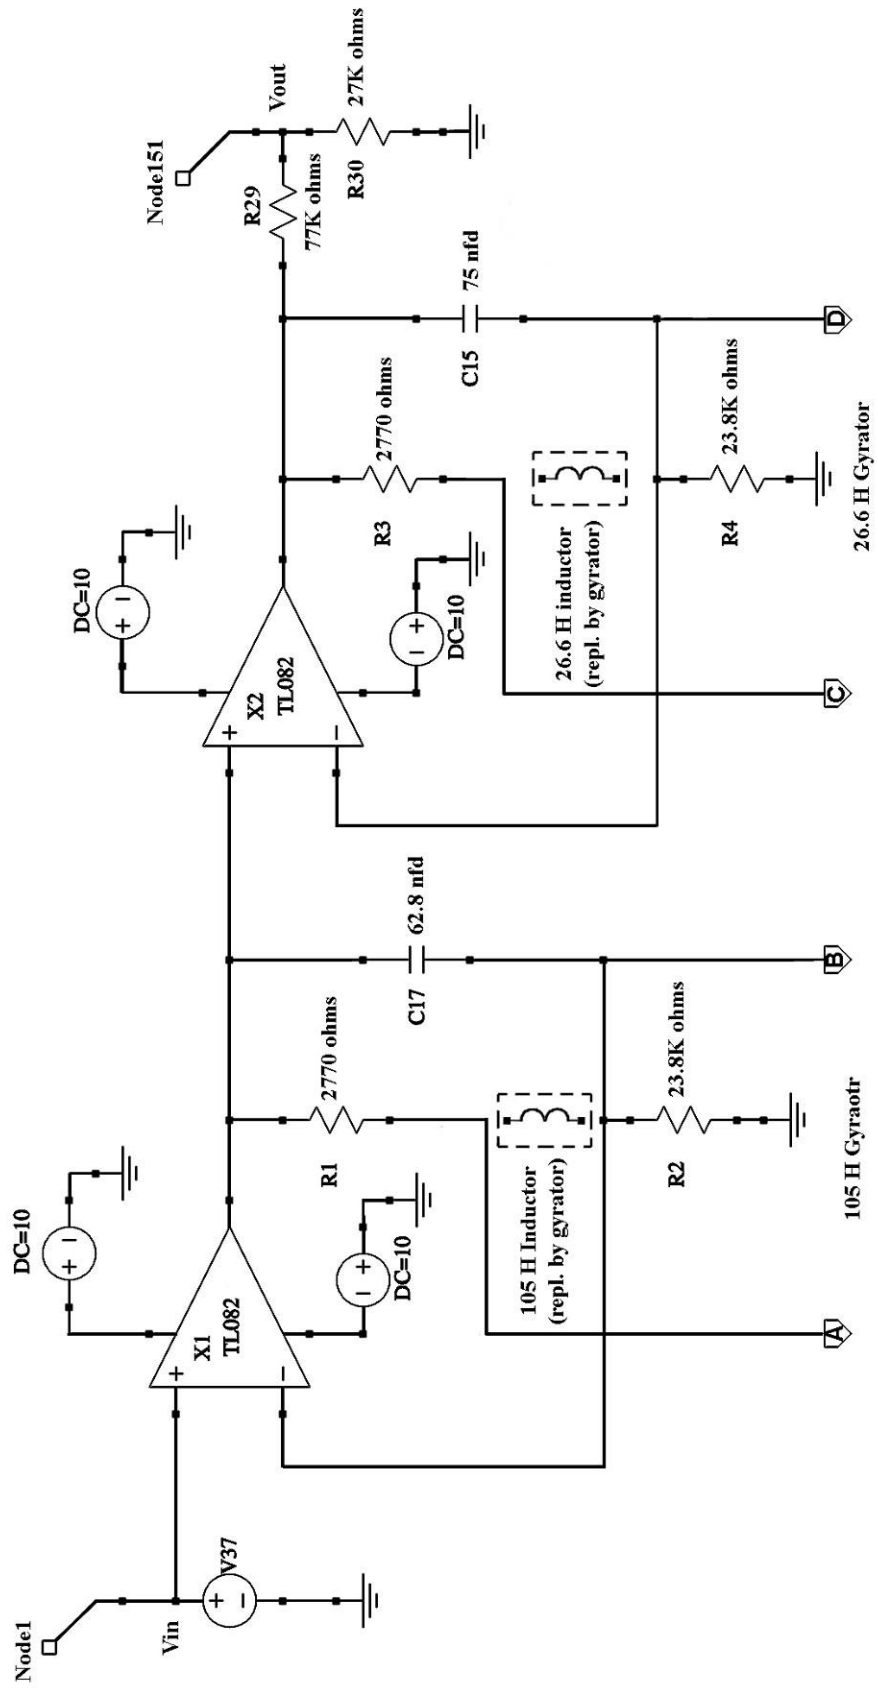 Node1
Vin
V37
+
−
DC=10
+ −
X1
TL082
+
−
− +
DC=10
R1
2770 ohms
C17
62.8 nfd
105 H Inductor
(repl. by gyrator)
R2
23.8K ohms
A
B
105 H Gyraotr
DC=10
+ −
X2
TL082
+
−
− +
DC=10
R3
2770 ohms
C15
75 nfd
26.6 H inductor
(repl. by gyrator)
R4
23.8K ohms
C
D
26.6 H Gyrator
R29
77K ohms
Node151
Vout
R30
27K ohms